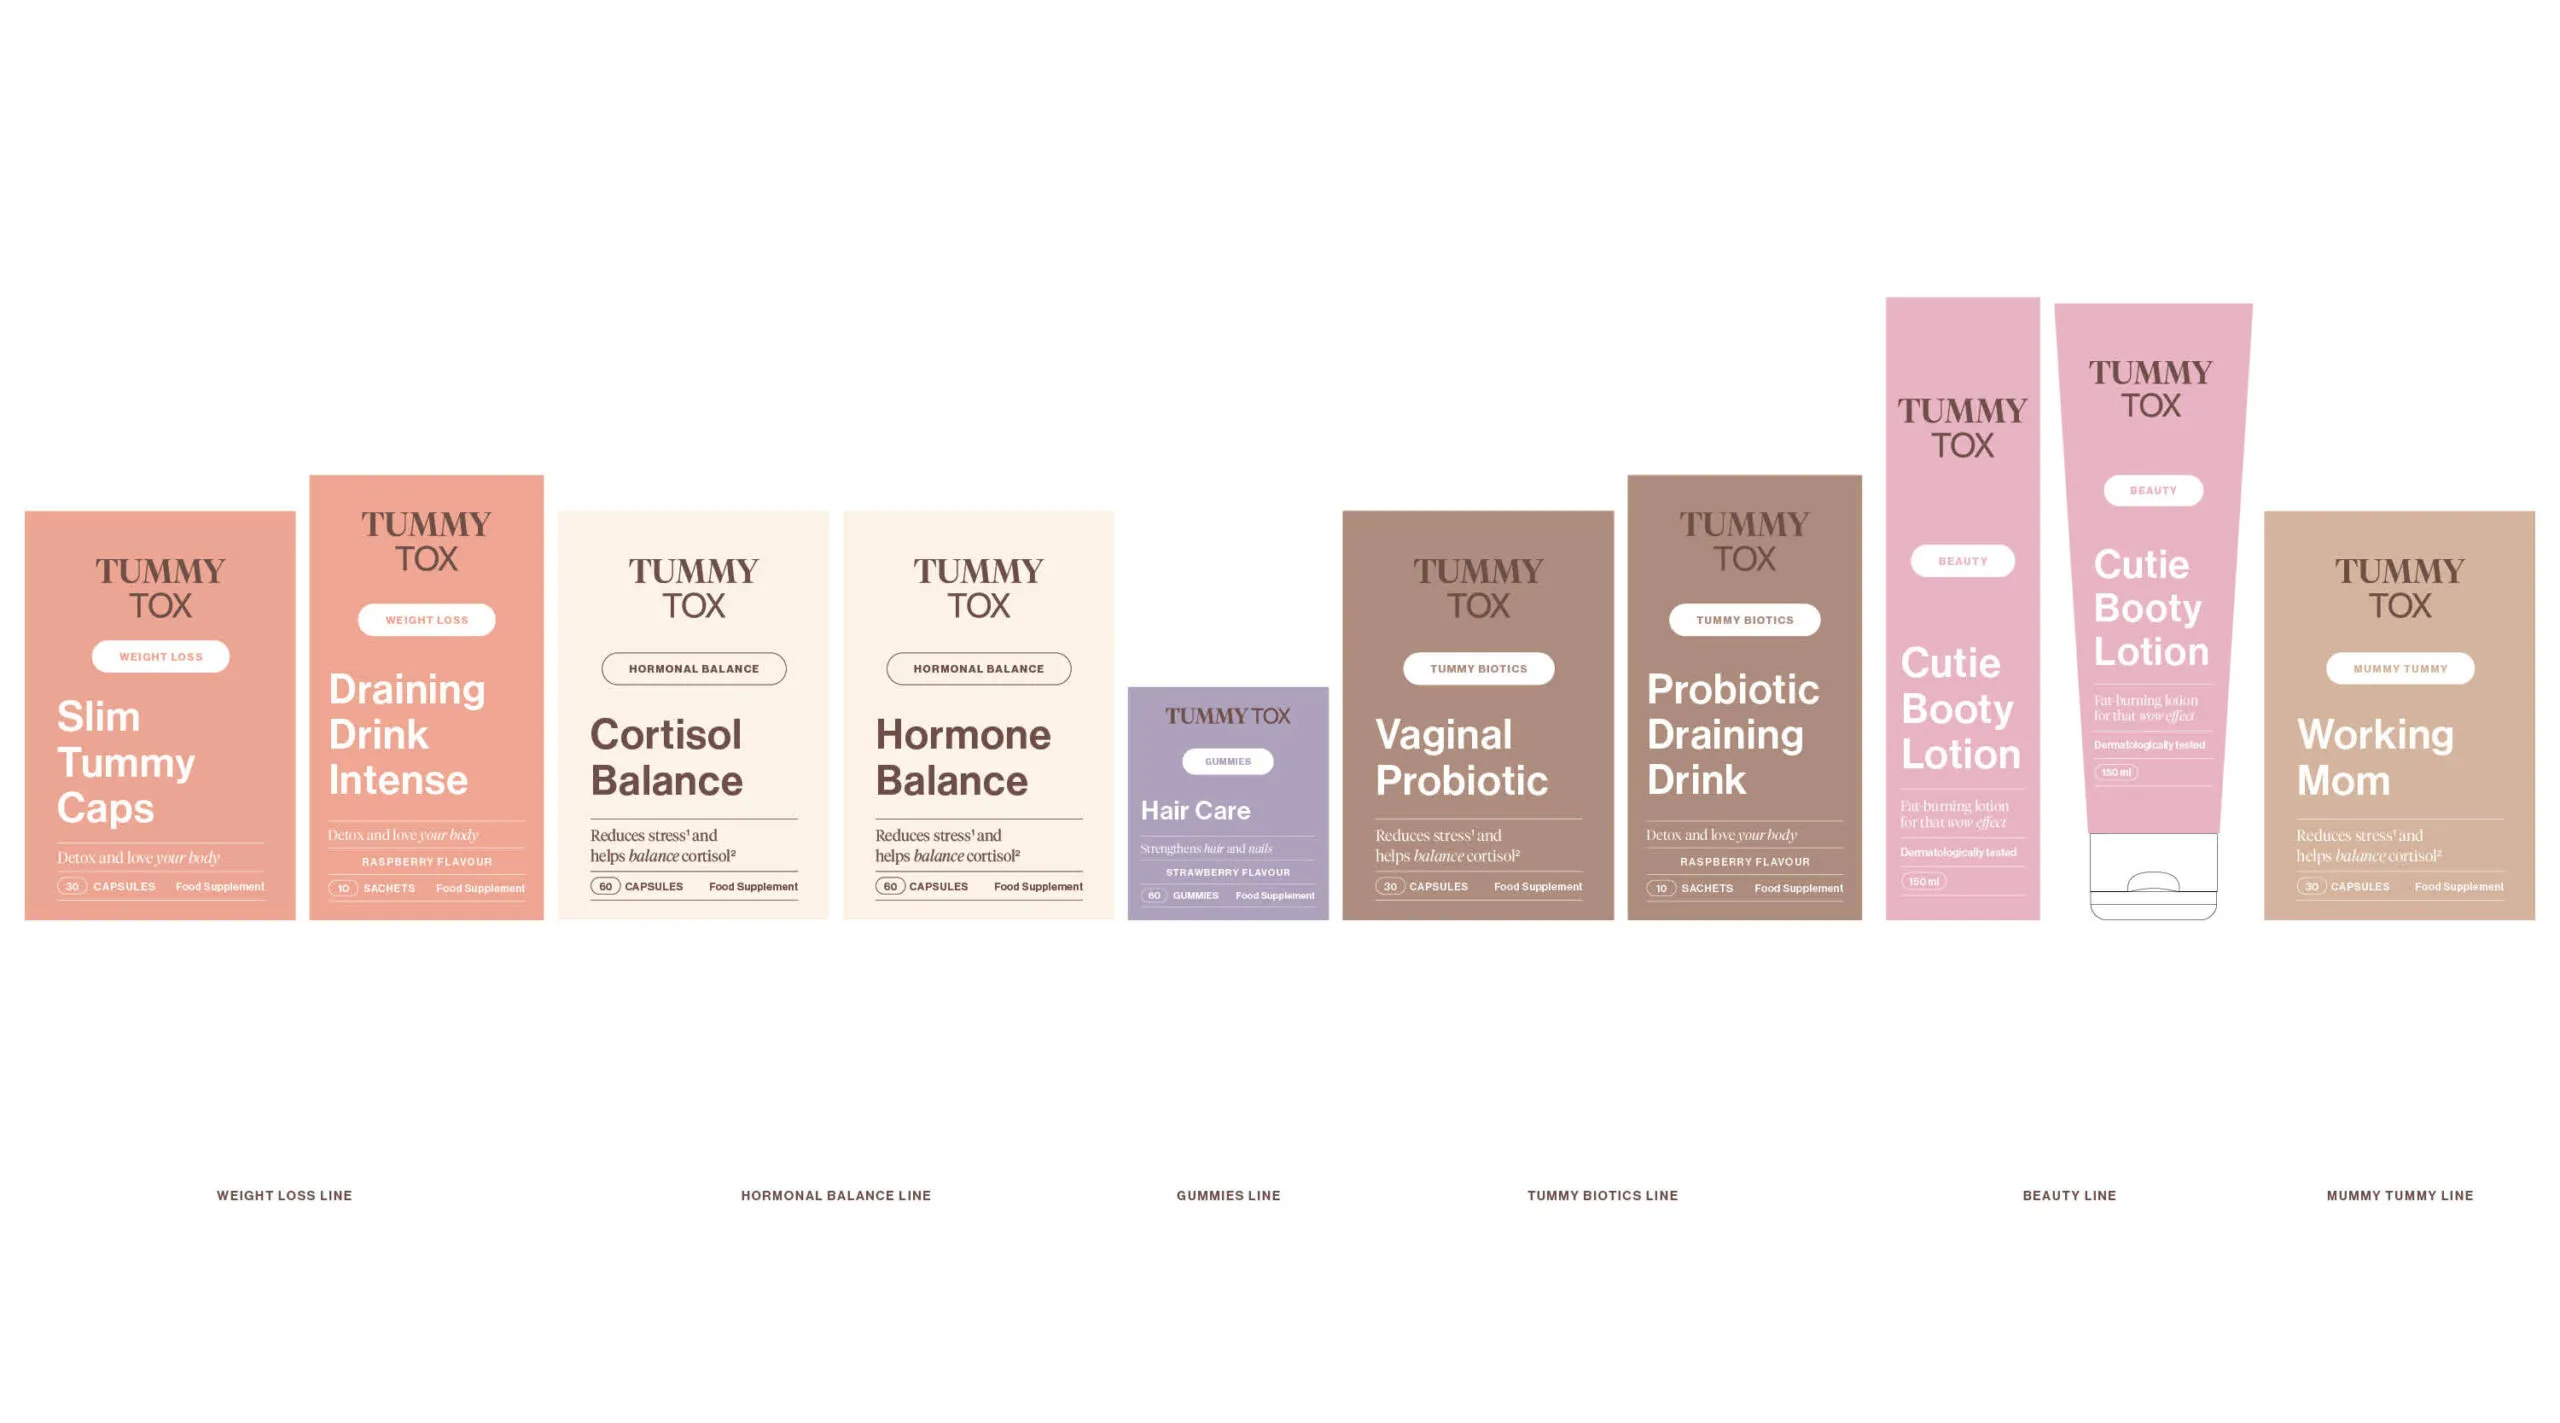 TUMMY
TOX
WEIGHT LOSS
Slim
Tummy
Caps
Detox and love your body
30 CAPSULES Food Supplement
TUMMY
TOX
WEIGHT LOSS
Draining
Drink
Intense
Detox and love your body
RASPBERRY FLAVOUR
10 SACHETS Food Supplement
TUMMY
TOX
HORMONAL BALANCE
Cortisol
Balance
Reduces stress¹ and
helps balance cortisol²
60 CAPSULES Food Supplement
TUMMY
TOX
HORMONAL BALANCE
Hormone
Balance
Reduces stress¹ and
helps balance cortisol²
60 CAPSULES Food Supplement
TUMMY TOX
GUMMIES
Hair Care
Strengthens hair and nails
STRAWBERRY FLAVOUR
60 GUMMIES Food Supplement
TUMMY
TOX
TUMMY BIOTICS
Vaginal
Probiotic
Reduces stress¹ and
helps balance cortisol²
30 CAPSULES Food Supplement
TUMMY
TOX
TUMMY BIOTICS
Probiotic
Draining
Drink
Detox and love your body
RASPBERRY FLAVOUR
10 SACHETS Food Supplement
TUMMY
TOX
BEAUTY
Cutie
Booty
Lotion
Fat-burning lotion
for that wow effect
Dermatologically tested
150 ml
TUMMY
TOX
BEAUTY
Cutie
Booty
Lotion
Fat-burning lotion
for that wow effect
Dermatologically tested
150 ml
TUMMY
TOX
MUMMY TUMMY
Working
Mom
Reduces stress¹ and
helps balance cortisol²
30 CAPSULES Food Supplement
WEIGHT LOSS LINE
HORMONAL BALANCE LINE
GUMMIES LINE
TUMMY BIOTICS LINE
BEAUTY LINE
MUMMY TUMMY LINE